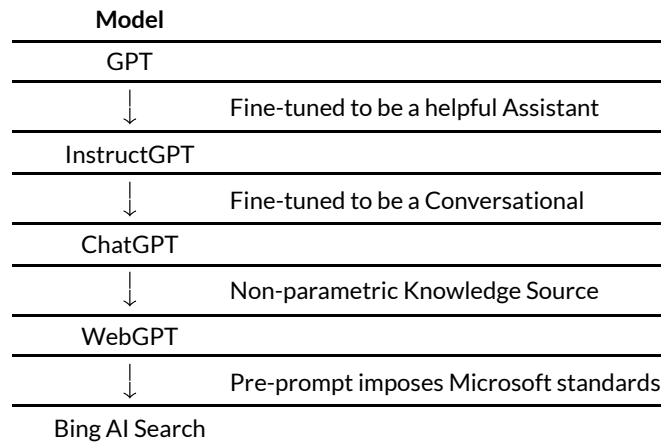 Model
GPT
Fine-tuned to be a helpful Assistant
InstructGPT
Fine-tuned to be a Conversational
ChatGPT
Non-parametric Knowledge Source
WebGPT
Pre-prompt imposes Microsoft standards
Bing AI Search